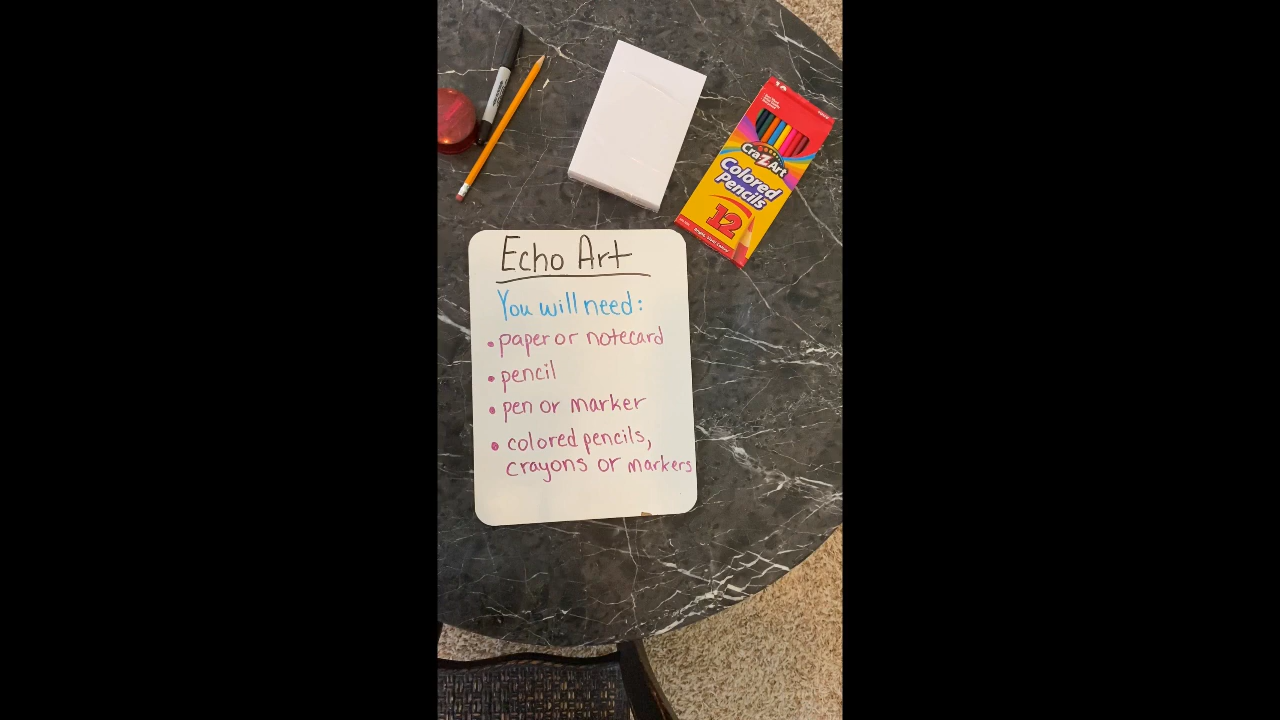 Cra-Z-Art
Colored
Pencils
12
Echo Art
You will need:
• paper or notecard
• pencil
• pen or marker
• colored pencils,
crayons or markers